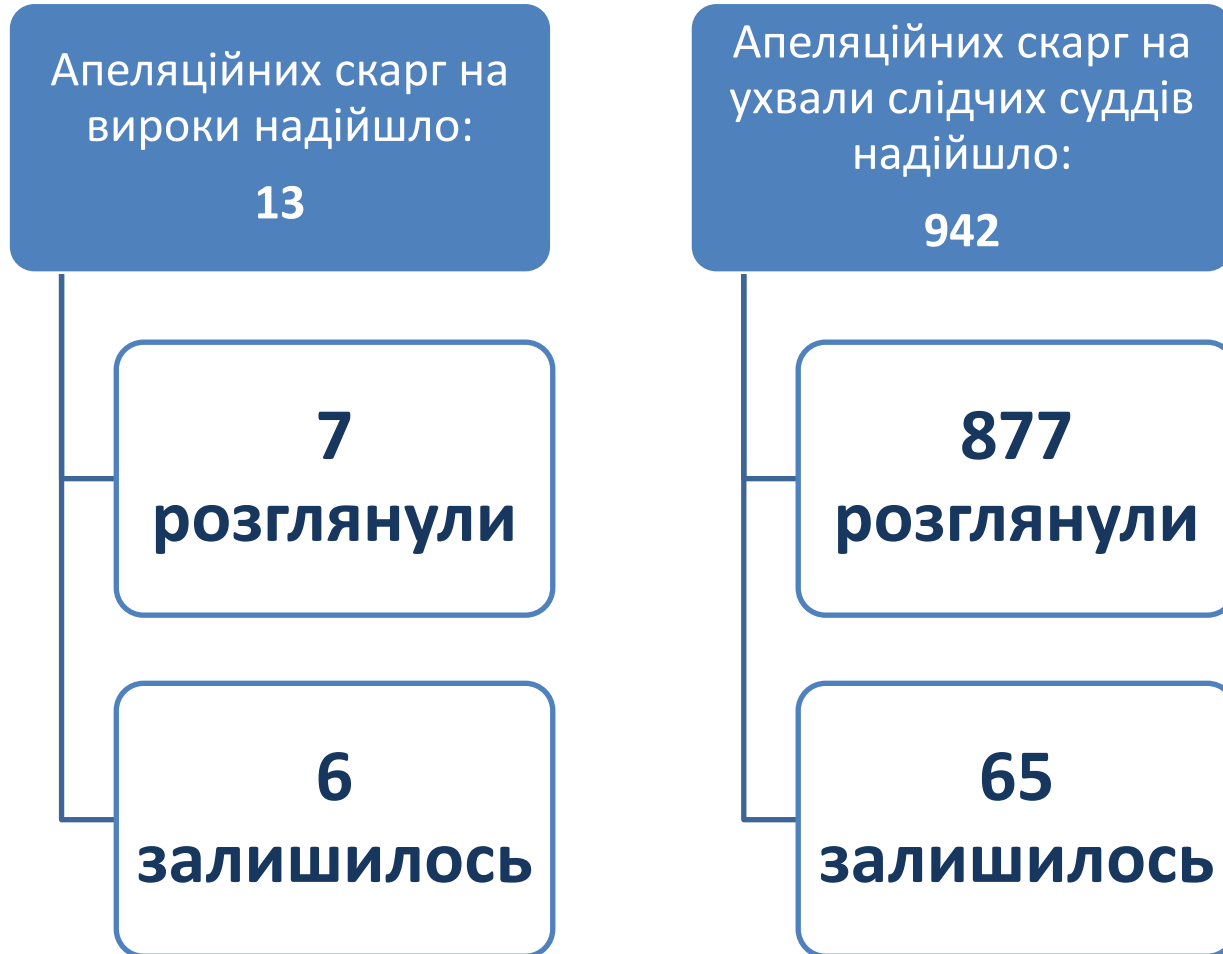 Апеляційних скарг на
вироки надійшло:
13
7
розглянули
6
залишилось
Апеляційних скарг на
ухвали слідчих суддів
надійшло:
942
877
розглянули
65
залишилось